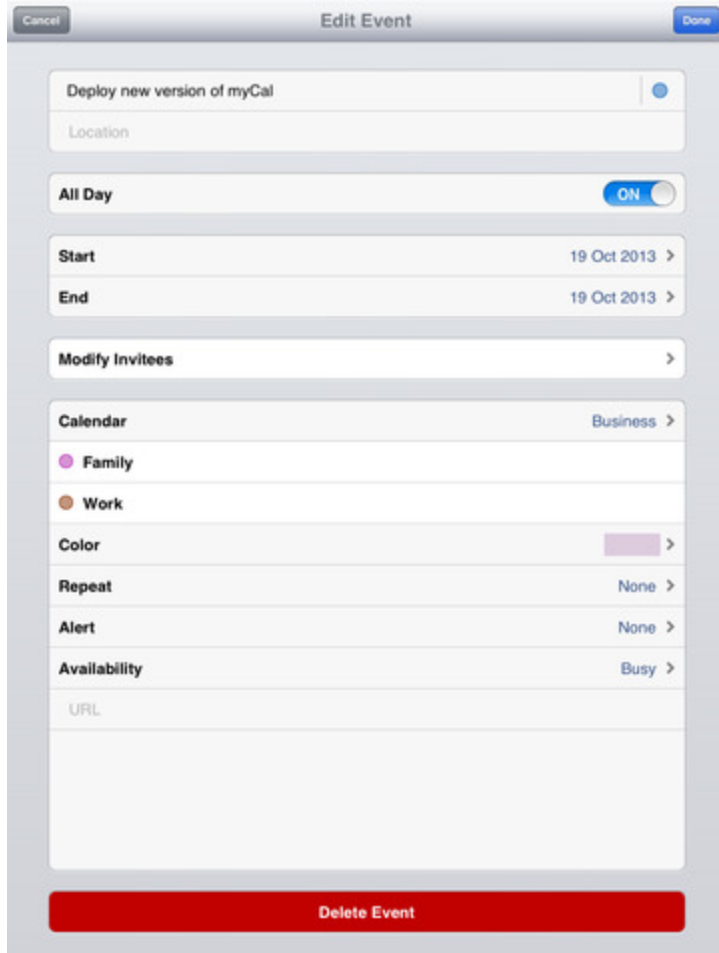 Cancel Edit Event Done
Deploy new version of myCal
Location
All Day ON
Start 19 Oct 2013
End 19 Oct 2013
Modify Invitees
Calendar Business
Family
Work
Color
Repeat None
Alert None
Availability Busy
URL
Delete Event